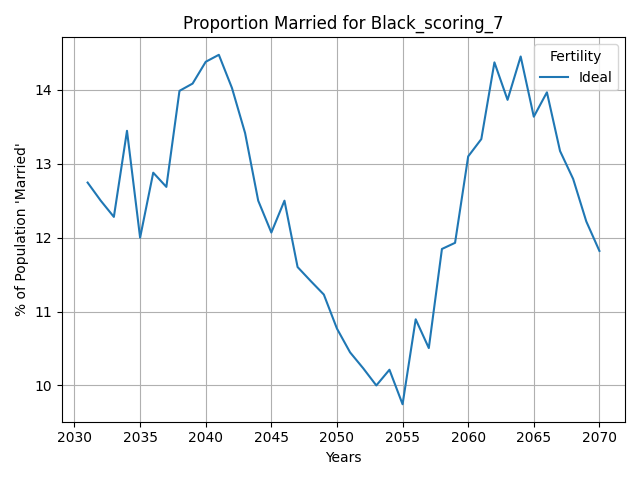 Proportion Married for Black_scoring_7
Fertility
Ideal
% of Population 'Married'
14
13
12
11
10
2030 2035 2040 2045 2050 2055 2060 2065 2070
Years